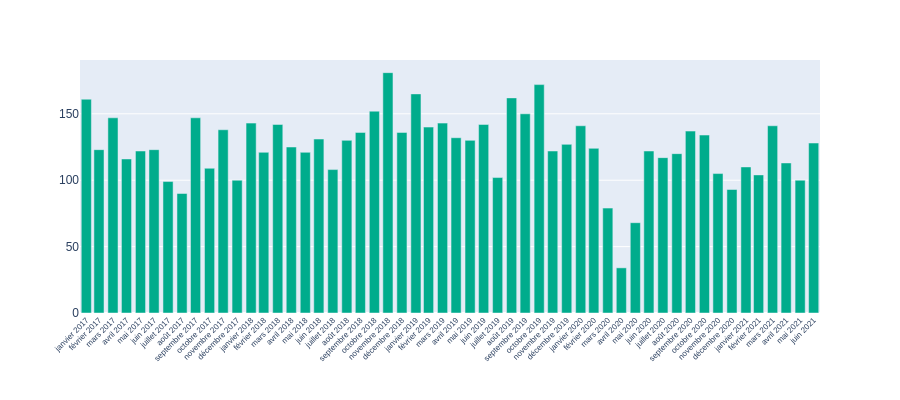 150
100
50
0
janvier 2017
février 2017
mars 2017
avril 2017
mai 2017
juin 2017
juillet 2017
août 2017
septembre 2017
octobre 2017
novembre 2017
décembre 2017
janvier 2018
février 2018
mars 2018
avril 2018
mai 2018
juin 2018
juillet 2018
août 2018
septembre 2018
octobre 2018
novembre 2018
décembre 2018
janvier 2019
février 2019
mars 2019
avril 2019
mai 2019
juin 2019
juillet 2019
août 2019
septembre 2019
octobre 2019
novembre 2019
décembre 2019
janvier 2020
février 2020
mars 2020
avril 2020
mai 2020
juin 2020
juillet 2020
août 2020
septembre 2020
octobre 2020
novembre 2020
décembre 2020
janvier 2021
février 2021
mars 2021
avril 2021
mai 2021
juin 2021